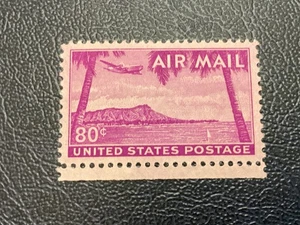 AIR MAIL
80¢
UNITED STATES POSTAGE